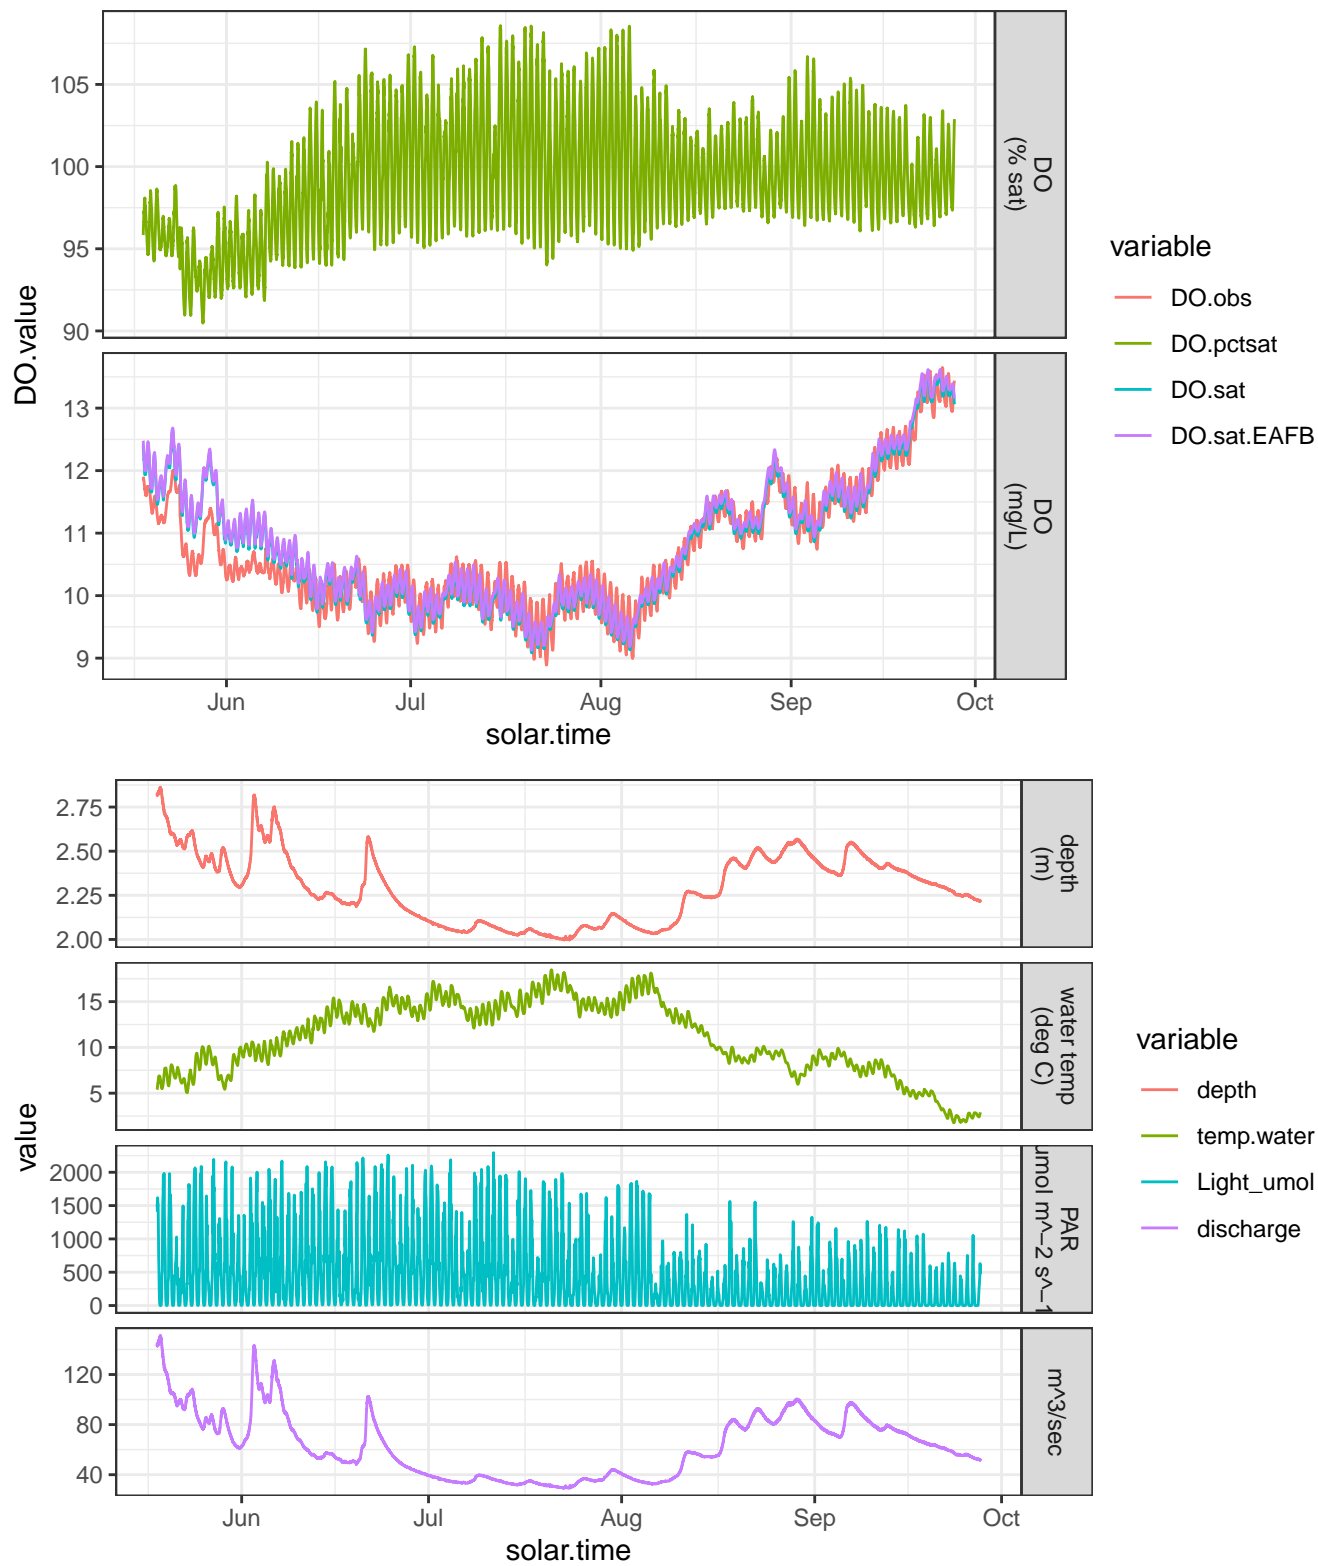 DO.value
105
100
95
90
DO
(% sat)
13
12
11
10
9
DO
(mg/L)
Jun
Jul
Aug
Sep
Oct
solar.time
variable
DO.obs
DO.pctsat
DO.sat
DO.sat.EAFB
value
2.75
2.50
2.25
2.00
depth
(m)
15
10
5
water temp
(deg C)
2000
1500
1000
500
0
PAR
umol m^-2 s^-1
120
80
40
m^3/sec
Jun
Jul
Aug
Sep
Oct
solar.time
variable
depth
temp.water
Light_umol
discharge